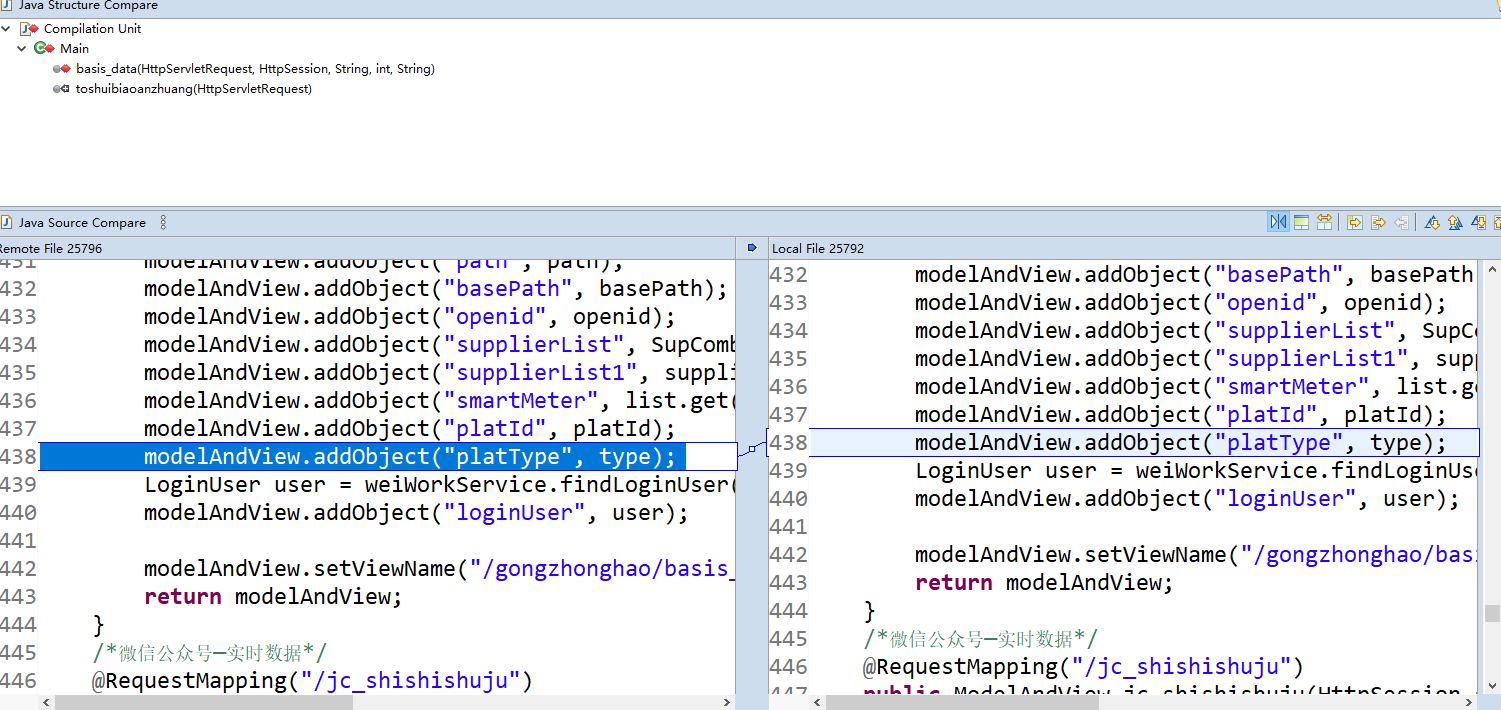 Java Structure Compare
Compilation Unit
Main
basis_data(HttpServletRequest, HttpSession, String, int, String)
toshuibiaoanzhuang(HttpServletRequest)
Java Source Compare
Remote File 25796
431 modelAndView.addObject("path", path);
432 modelAndView.addObject("basePath", basePath);
433 modelAndView.addObject("openid", openid);
434 modelAndView.addObject("supplierList", SupComb
435 modelAndView.addObject("supplierList1", suppli
436 modelAndView.addObject("smartMeter", list.get(
437 modelAndView.addObject("platId", platId);
438 modelAndView.addObject("platType", type);
439 LoginUser user = weiWorkService.findLoginUser(
440 modelAndView.addObject("loginUser", user);
441
442 modelAndView.setViewName("/gongzhonghao/basis_
443 return modelAndView;
444 }
445 /*微信公众号—实时数据*/
446 @RequestMapping("/jc_shishishuju")
Local File 25792
432 modelAndView.addObject("basePath", basePath
433 modelAndView.addObject("openid", openid);
434 modelAndView.addObject("supplierList", SupCo
435 modelAndView.addObject("supplierList1", supp
436 modelAndView.addObject("smartMeter", list.ge
437 modelAndView.addObject("platId", platId);
438 modelAndView.addObject("platType", type);
439 LoginUser user = weiWorkService.findLoginUse
440 modelAndView.addObject("loginUser", user);
441
442 modelAndView.setViewName("/gongzhonghao/bas
443 return modelAndView;
444 }
445 /*微信公众号—实时数据*/
446 @RequestMapping("/jc_shishishuju")
447 public ModelAndView jc_shishishuju(HttpSession